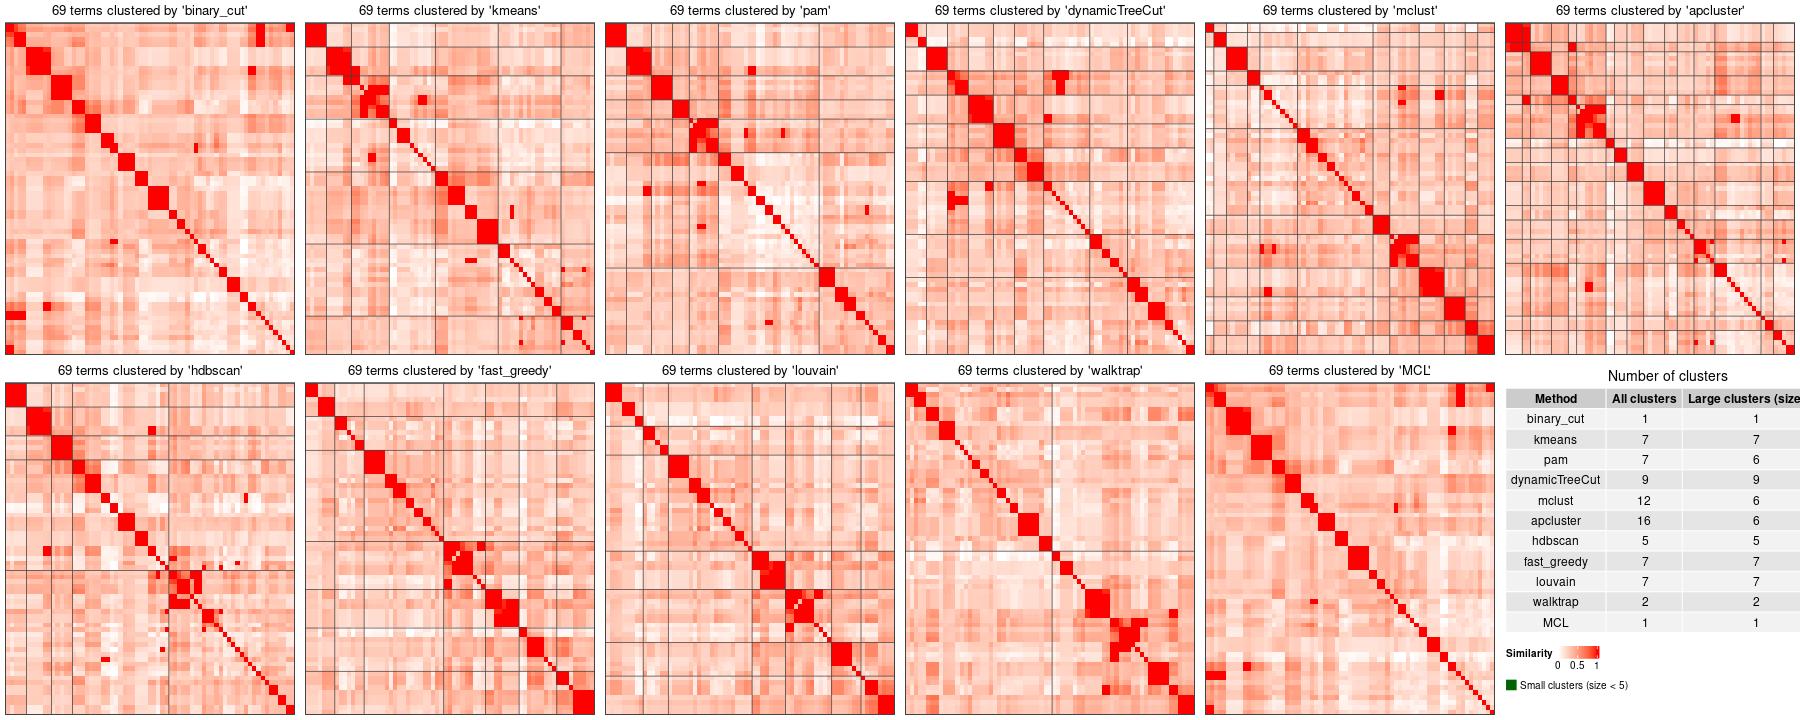 69 terms clustered by 'binary_cut'
69 terms clustered by 'kmeans'
69 terms clustered by 'pam'
69 terms clustered by 'dynamicTreeCut'
69 terms clustered by 'mclust'
69 terms clustered by 'apcluster'
69 terms clustered by 'hdbscan'
69 terms clustered by 'fast_greedy'
69 terms clustered by 'louvain'
69 terms clustered by 'walktrap'
69 terms clustered by 'MCL'
Number of clusters
Method All clusters Large clusters (size
binary_cut 1 1
kmeans 7 7
pam 7 6
dynamicTreeCut 9 9
mclust 12 6
apcluster 16 6
hdbscan 5 5
fast_greedy 7 7
louvain 7 7
walktrap 2 2
MCL 1 1
Similarity
0 0.5 1
Small clusters (size < 5)